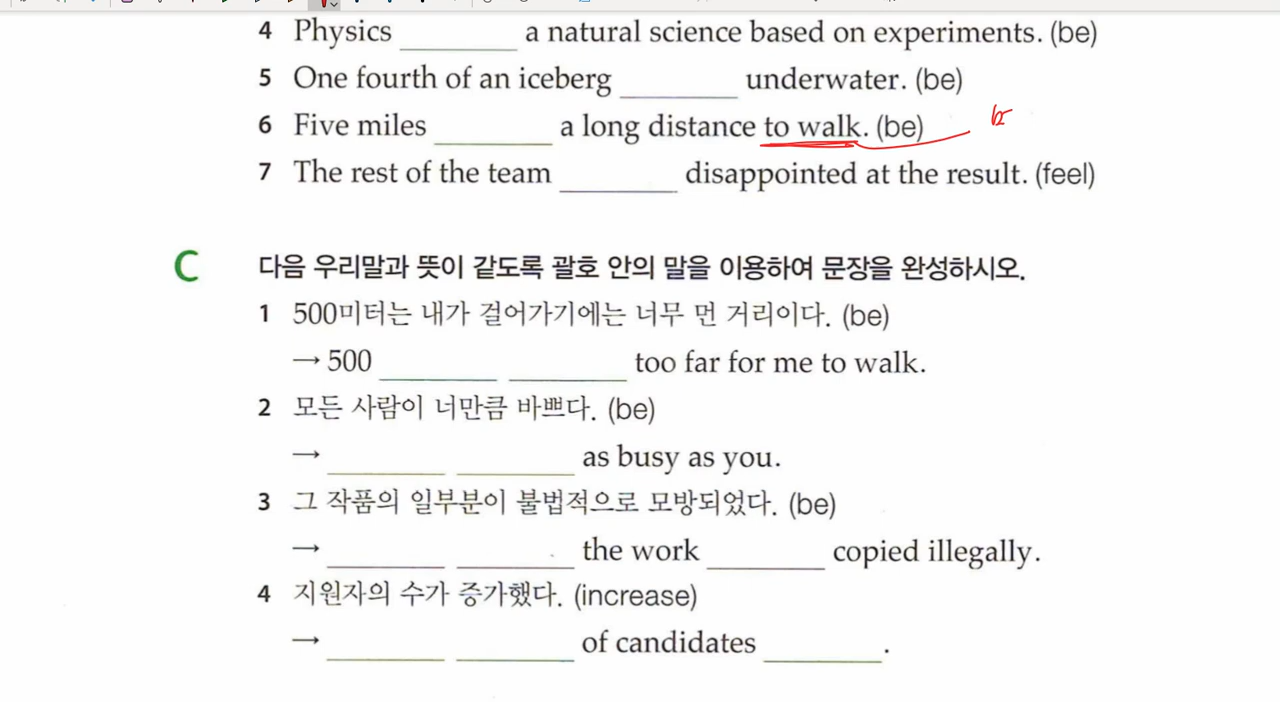 4 Physics ________ a natural science based on experiments. (be)
5 One fourth of an iceberg ________ underwater. (be)
6 Five miles ________ a long distance to walk. (be)
7 The rest of the team ________ disappointed at the result. (feel)
C 다음 우리말과 뜻이 같도록 괄호 안의 말을 이용하여 문장을 완성하시오.
1 500미터는 내가 걸어가기에는 너무 먼 거리이다. (be)
→ 500 ________ ________ too far for me to walk.
2 모든 사람이 너만큼 바쁘다. (be)
→ ________ ________ as busy as you.
3 그 작품의 일부분이 불법적으로 모방되었다. (be)
→ ________ ________ the work ________ copied illegally.
4 지원자의 수가 증가했다. (increase)
→ ________ ________ of candidates ________.